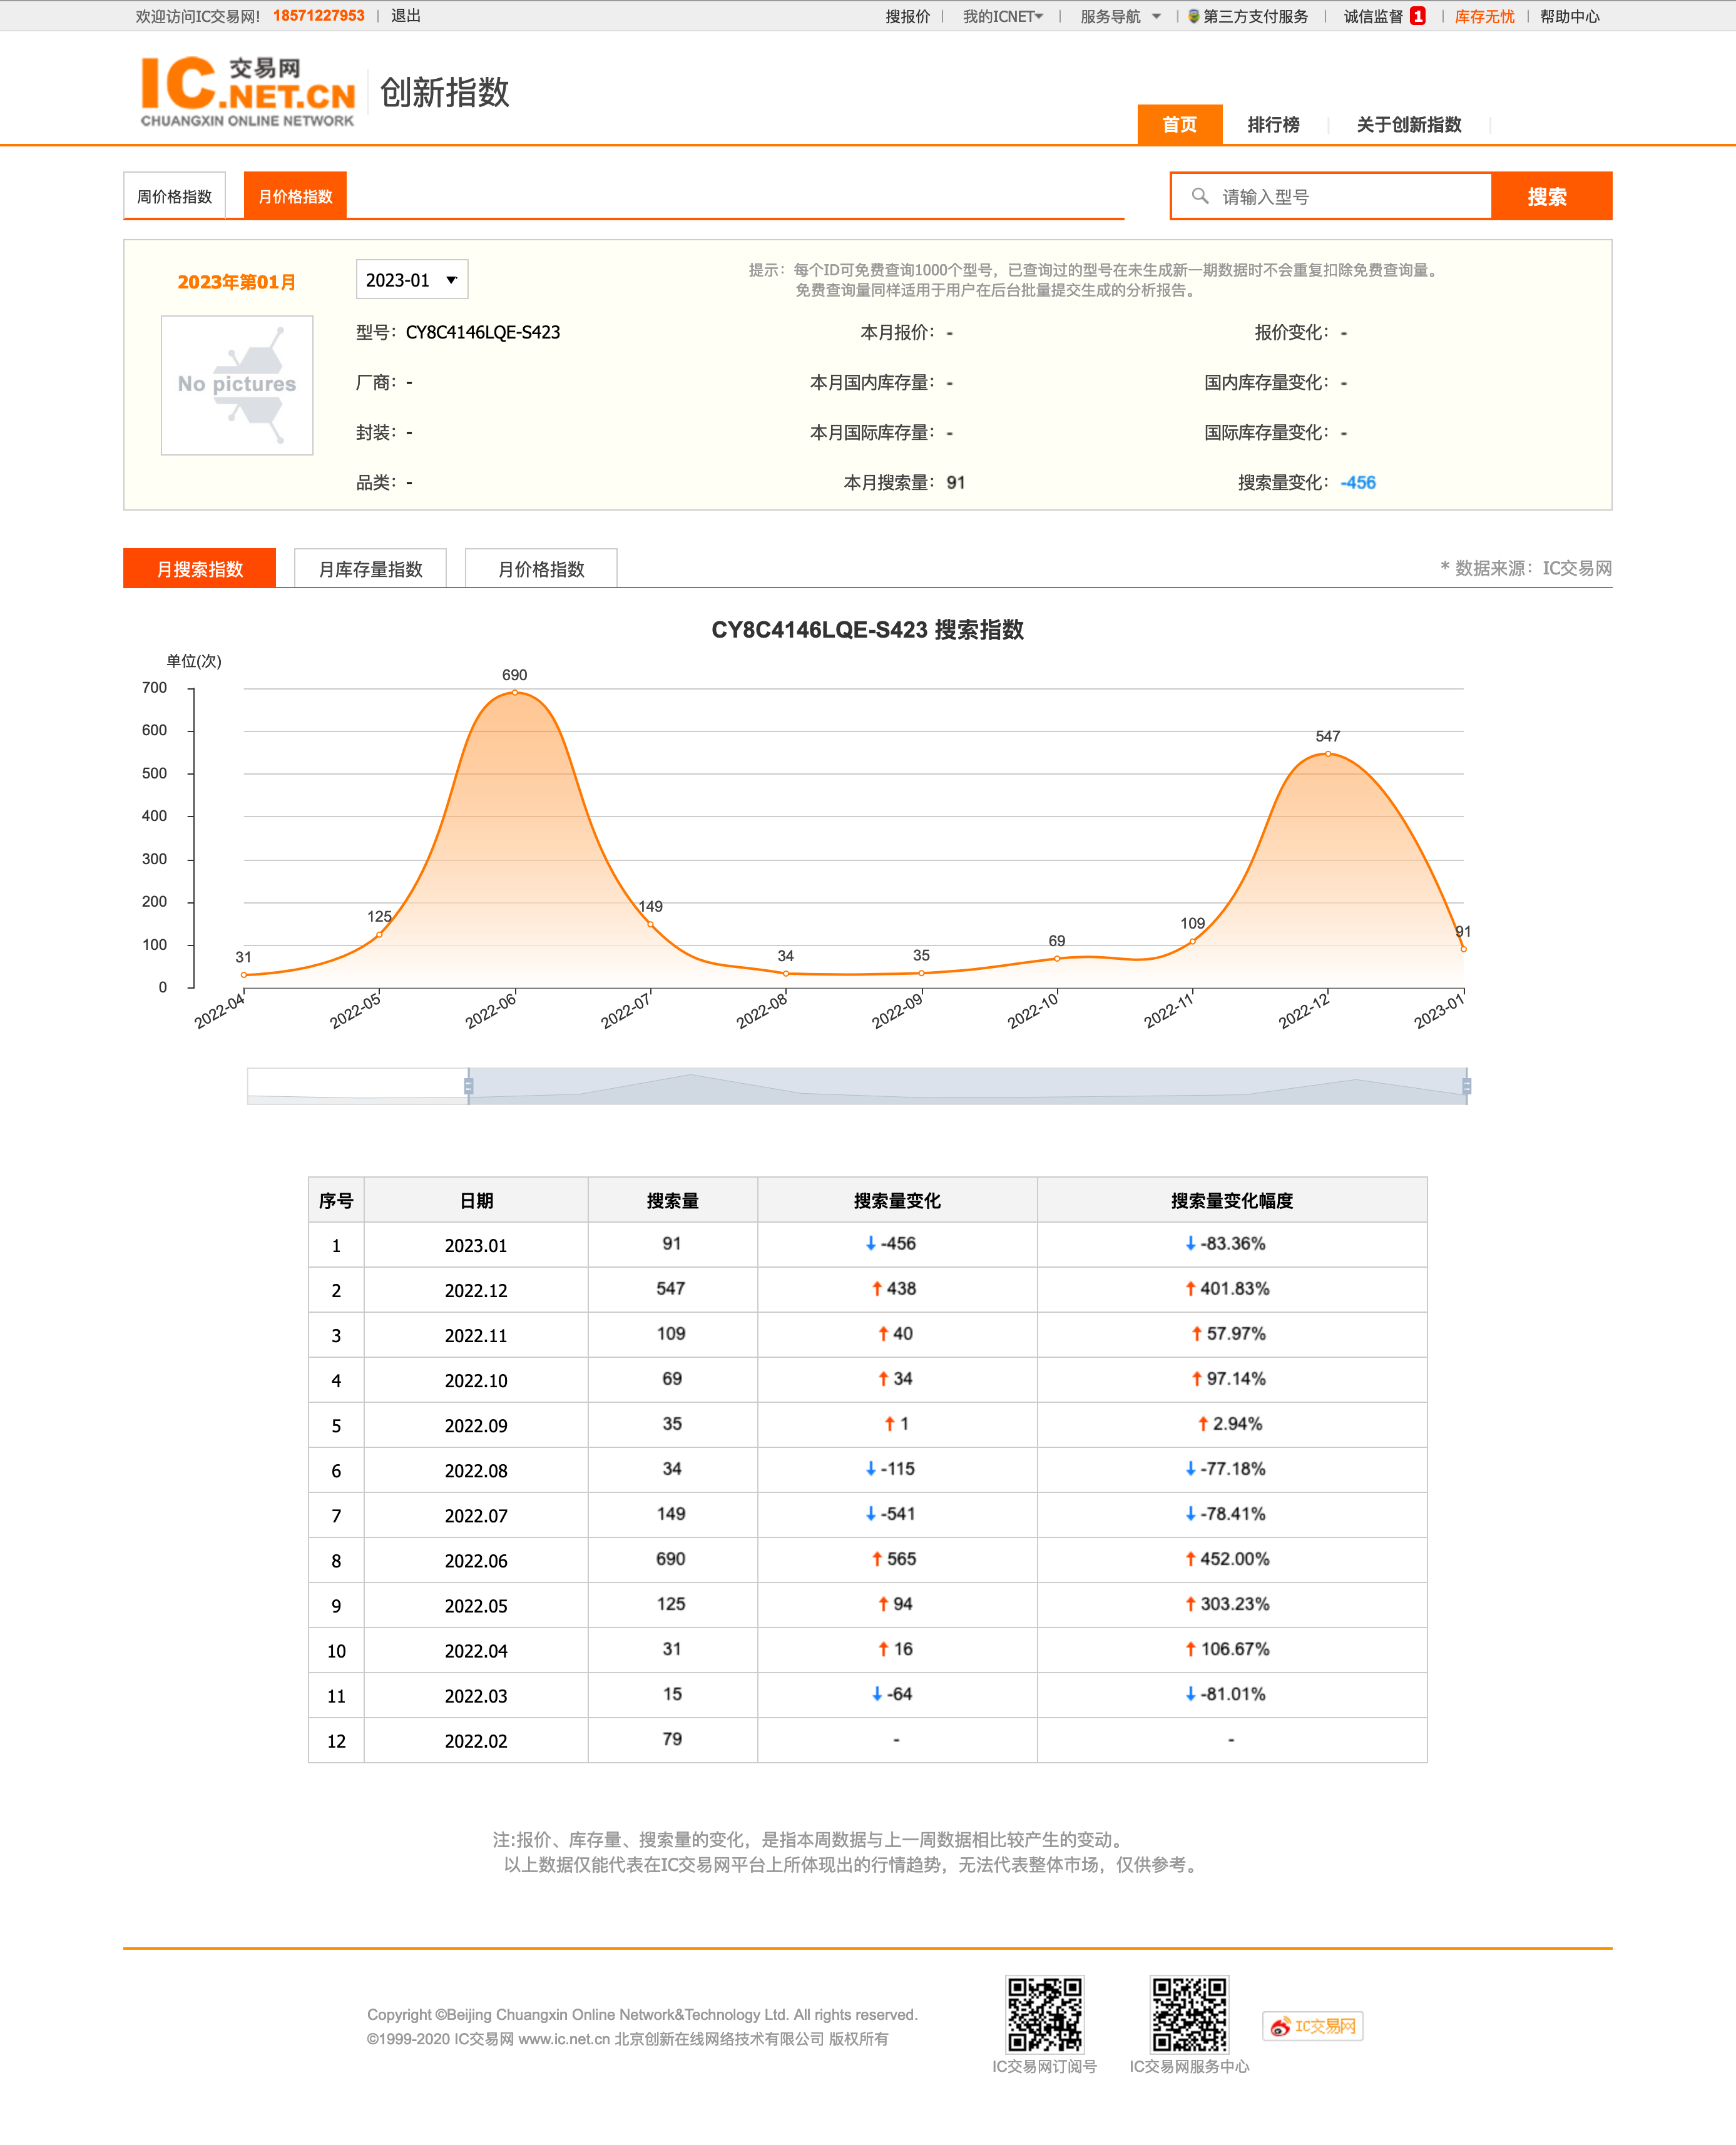 欢迎访问IC交易网! 18571227953 | 退出 搜报价 | 我的ICNET | 服务导航 | 第三方支付服务 | 诚信监督 1 | 库存无忧 | 帮助中心
IC.NET.CN 交易网
CHUANGXIN ONLINE NETWORK
创新指数
首页 排行榜 关于创新指数
周价格指数 月价格指数 请输入型号 搜索
2023年第01月 2023-01
提示：每个ID可免费查询1000个型号，已查询过的型号在未生成新一期数据时不会重复扣除免费查询量。
免费查询量同样适用于用户在后台批量提交生成的分析报告。
No pictures
型号：CY8C4146LQE-S423 本月报价：- 报价变化：-
厂商：- 本月国内库存量：- 国内库存量变化：-
封装：- 本月国际库存量：- 国际库存量变化：-
品类：- 本月搜索量：91 搜索量变化：-456
月搜索指数 月库存量指数 月价格指数 * 数据来源：IC交易网
CY8C4146LQE-S423 搜索指数
单位(次)
700
600
500
400
300
200
100
0
31 125 690 149 34 35 69 109 547 91
2022-04 2022-05 2022-06 2022-07 2022-08 2022-09 2022-10 2022-11 2022-12 2023-01
序号 日期 搜索量 搜索量变化 搜索量变化幅度
1 2023.01 91 ↓ -456 ↓ -83.36%
2 2022.12 547 ↑ 438 ↑ 401.83%
3 2022.11 109 ↑ 40 ↑ 57.97%
4 2022.10 69 ↑ 34 ↑ 97.14%
5 2022.09 35 ↑ 1 ↑ 2.94%
6 2022.08 34 ↓ -115 ↓ -77.18%
7 2022.07 149 ↓ -541 ↓ -78.41%
8 2022.06 690 ↑ 565 ↑ 452.00%
9 2022.05 125 ↑ 94 ↑ 303.23%
10 2022.04 31 ↑ 16 ↑ 106.67%
11 2022.03 15 ↓ -64 ↓ -81.01%
12 2022.02 79 - -
注:报价、库存量、搜索量的变化，是指本周数据与上一周数据相比较产生的变动。
以上数据仅能代表在IC交易网平台上所体现出的行情趋势，无法代表整体市场，仅供参考。
Copyright ©Beijing Chuangxin Online Network&Technology Ltd. All rights reserved.
©1999-2020 IC交易网 www.ic.net.cn 北京创新在线网络技术有限公司 版权所有
IC交易网订阅号 IC交易网服务中心 IC交易网